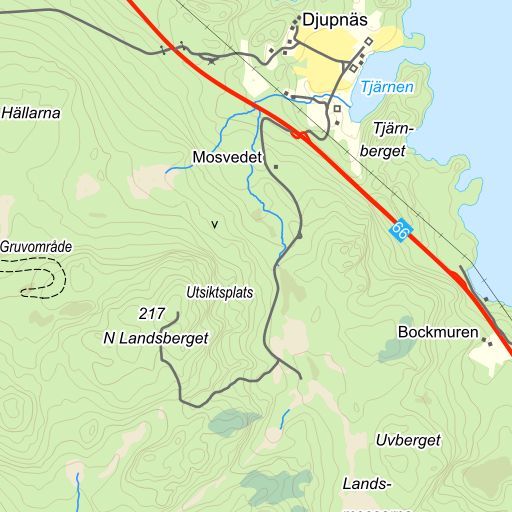 Djupnäs
Tjärnen
Hällarna
Tjärn-
berget
Mosvedet
66
Gruvområde
Utsiktsplats
217
N Landsberget
Bockmuren
Uvberget
Lands-